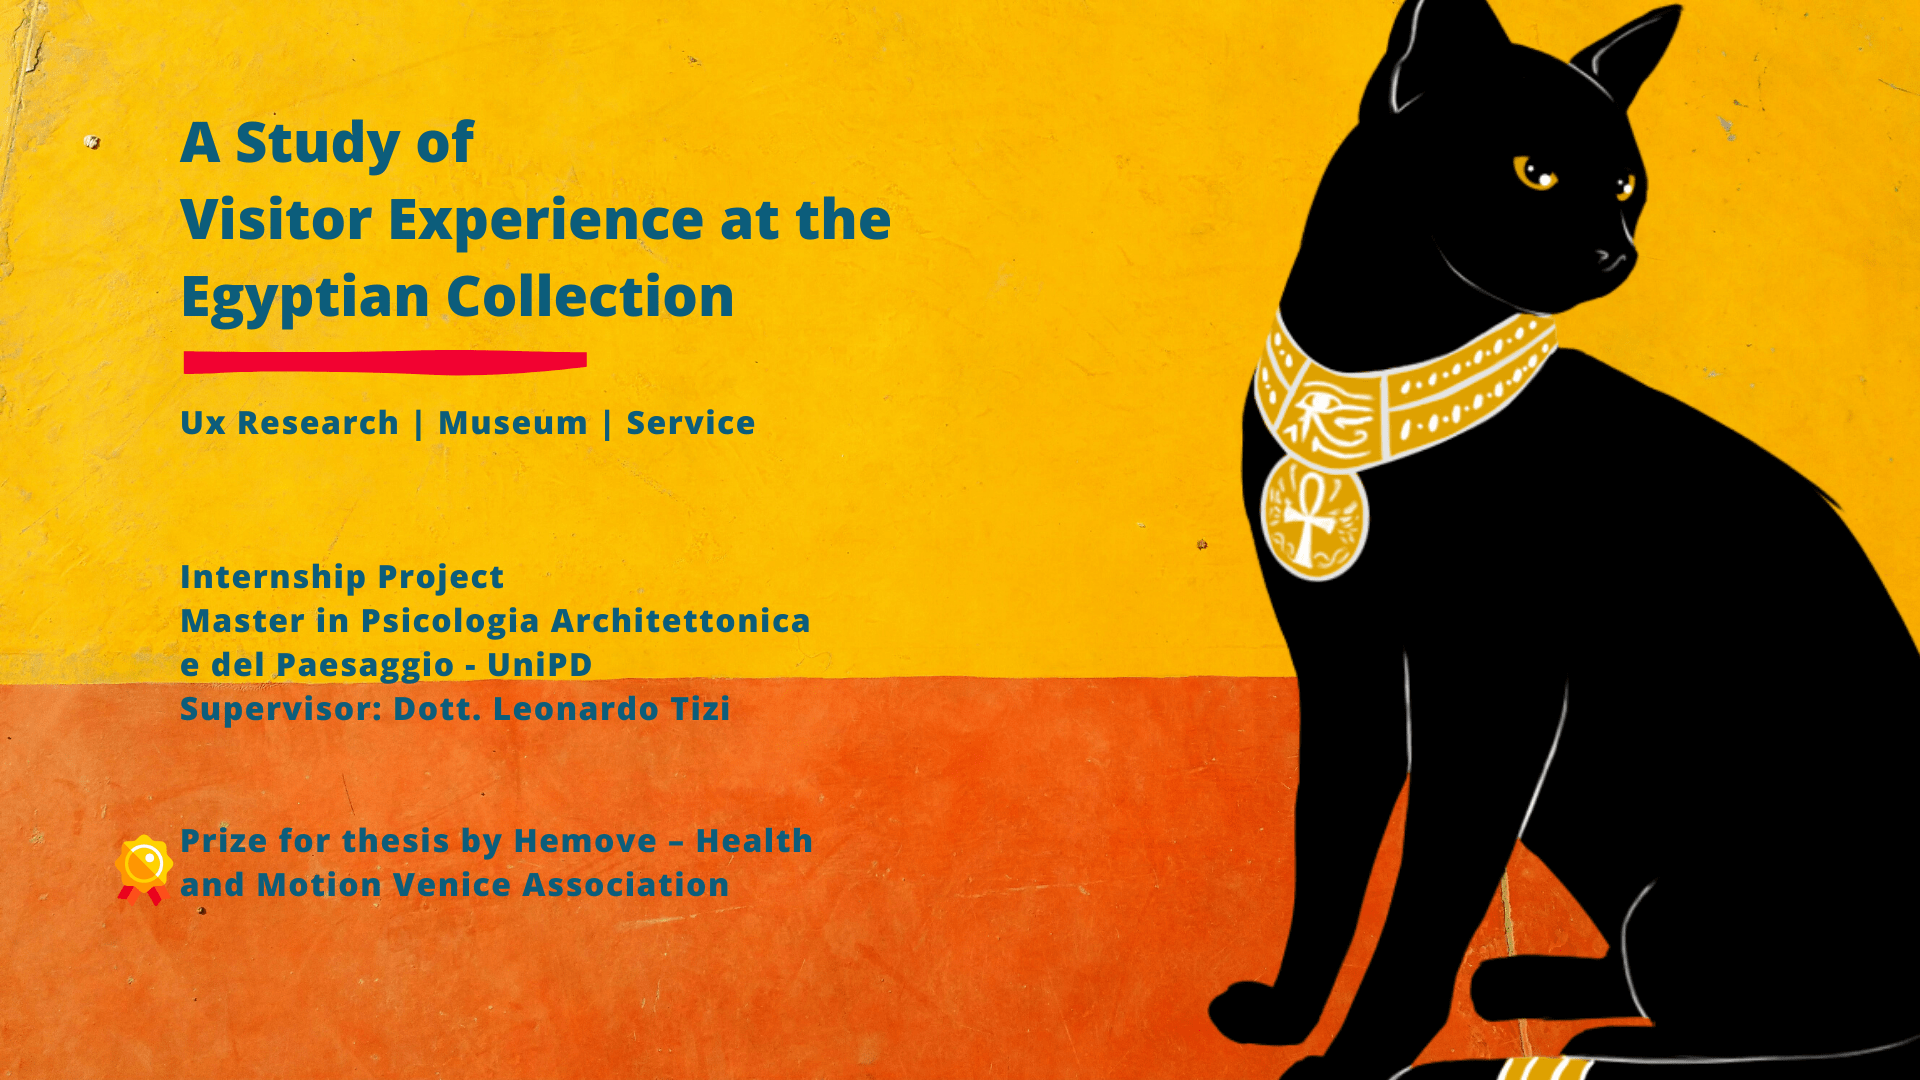 A Study of
Visitor Experience at the
Egyptian Collection
Ux Research | Museum | Service
Internship Project
Master in Psicologia Architettonica
e del Paesaggio - UniPD
Supervisor: Dott. Leonardo Tizi
Prize for thesis by Hemove – Health
and Motion Venice Association